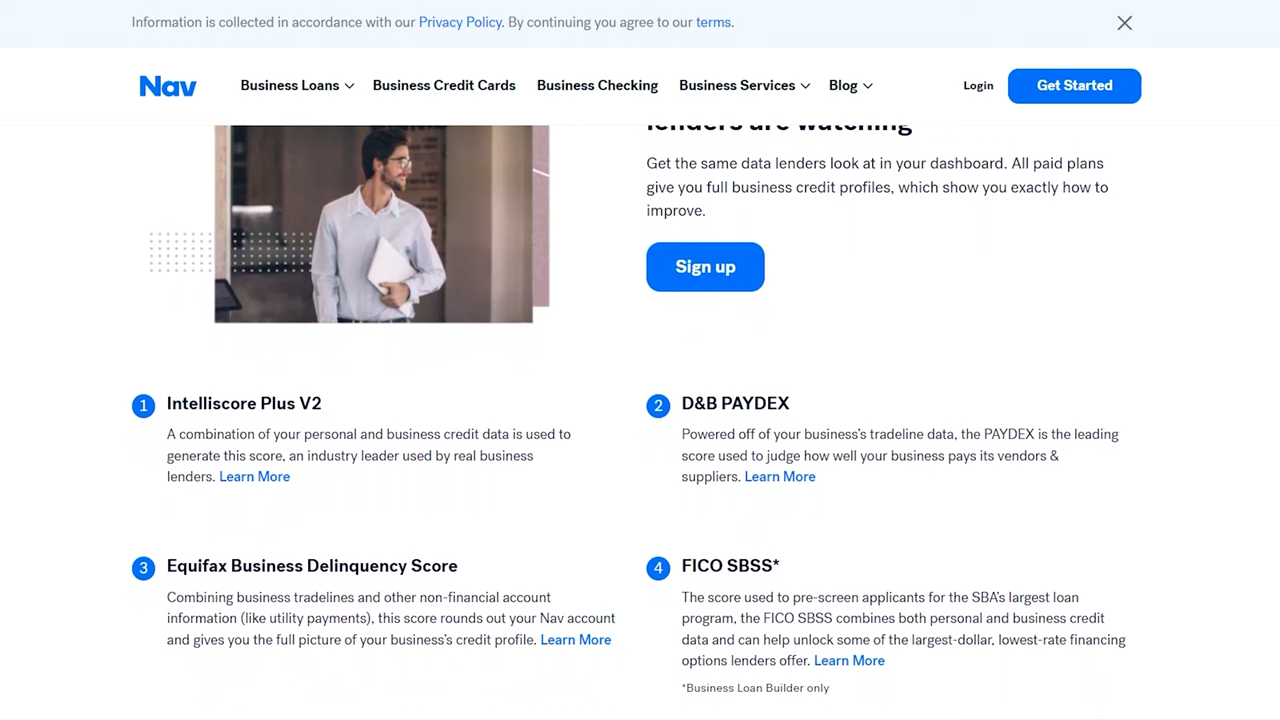 Information is collected in accordance with our Privacy Policy. By continuing you agree to our terms.
Nav
Business Loans
Business Credit Cards
Business Checking
Business Services
Blog
Login
Get Started
lenders are watching
Get the same data lenders look at in your dashboard. All paid plans
give you full business credit profiles, which show you exactly how to
improve.
Sign up
1
Intelliscore Plus V2
A combination of your personal and business credit data is used to
generate this score, an industry leader used by real business
lenders. Learn More
2
D&B PAYDEX
Powered off of your business's tradeline data, the PAYDEX is the leading
score used to judge how well your business pays its vendors &
suppliers. Learn More
3
Equifax Business Delinquency Score
Combining business tradelines and other non-financial account
information (like utility payments), this score rounds out your Nav account
and gives you the full picture of your business's credit profile. Learn More
4
FICO SBSS*
The score used to pre-screen applicants for the SBA's largest loan
program, the FICO SBSS combines both personal and business credit
data and can help unlock some of the largest-dollar, lowest-rate financing
options lenders offer. Learn More
*Business Loan Builder only